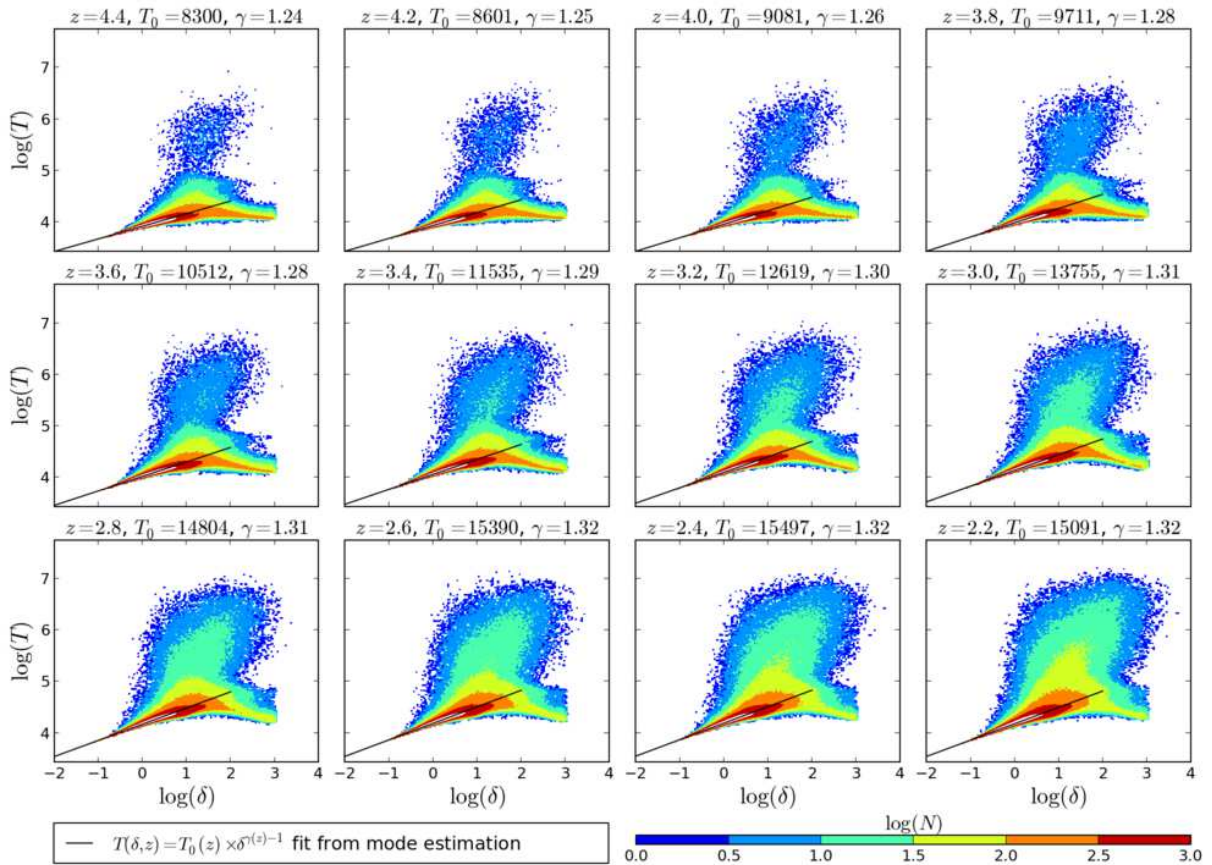 z=4.4, T₀=8300, γ=1.24
z=4.2, T₀=8601, γ=1.25
z=4.0, T₀=9081, γ=1.26
z=3.8, T₀=9711, γ=1.28
log(T)
7
6
5
4
z=3.6, T₀=10512, γ=1.28
z=3.4, T₀=11535, γ=1.29
z=3.2, T₀=12619, γ=1.30
z=3.0, T₀=13755, γ=1.31
log(T)
7
6
5
4
z=2.8, T₀=14804, γ=1.31
z=2.6, T₀=15390, γ=1.32
z=2.4, T₀=15497, γ=1.32
z=2.2, T₀=15091, γ=1.32
log(T)
7
6
5
4
−2 −1 0 1 2 3 4
−2 −1 0 1 2 3 4
−2 −1 0 1 2 3 4
−2 −1 0 1 2 3 4
log(δ)
log(δ)
log(δ)
log(δ)
T(δ,z)=T₀(z)×δ^γ(z)−1 fit from mode estimation
log(N)
0.0 0.5 1.0 1.5 2.0 2.5 3.0